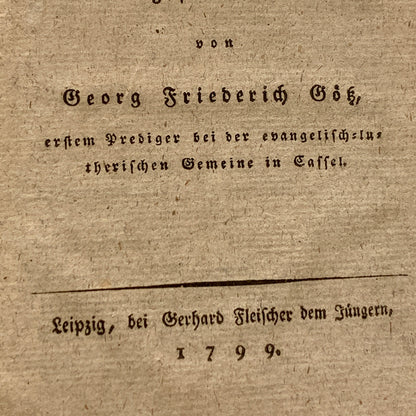 von
Georg Friederich Götz,
erstem Prediger bei der evangelisch-lu-
therischen Gemeine in Cassel.
Leipzig, bei Gerhard Fleischer dem Jüngern,
1799.